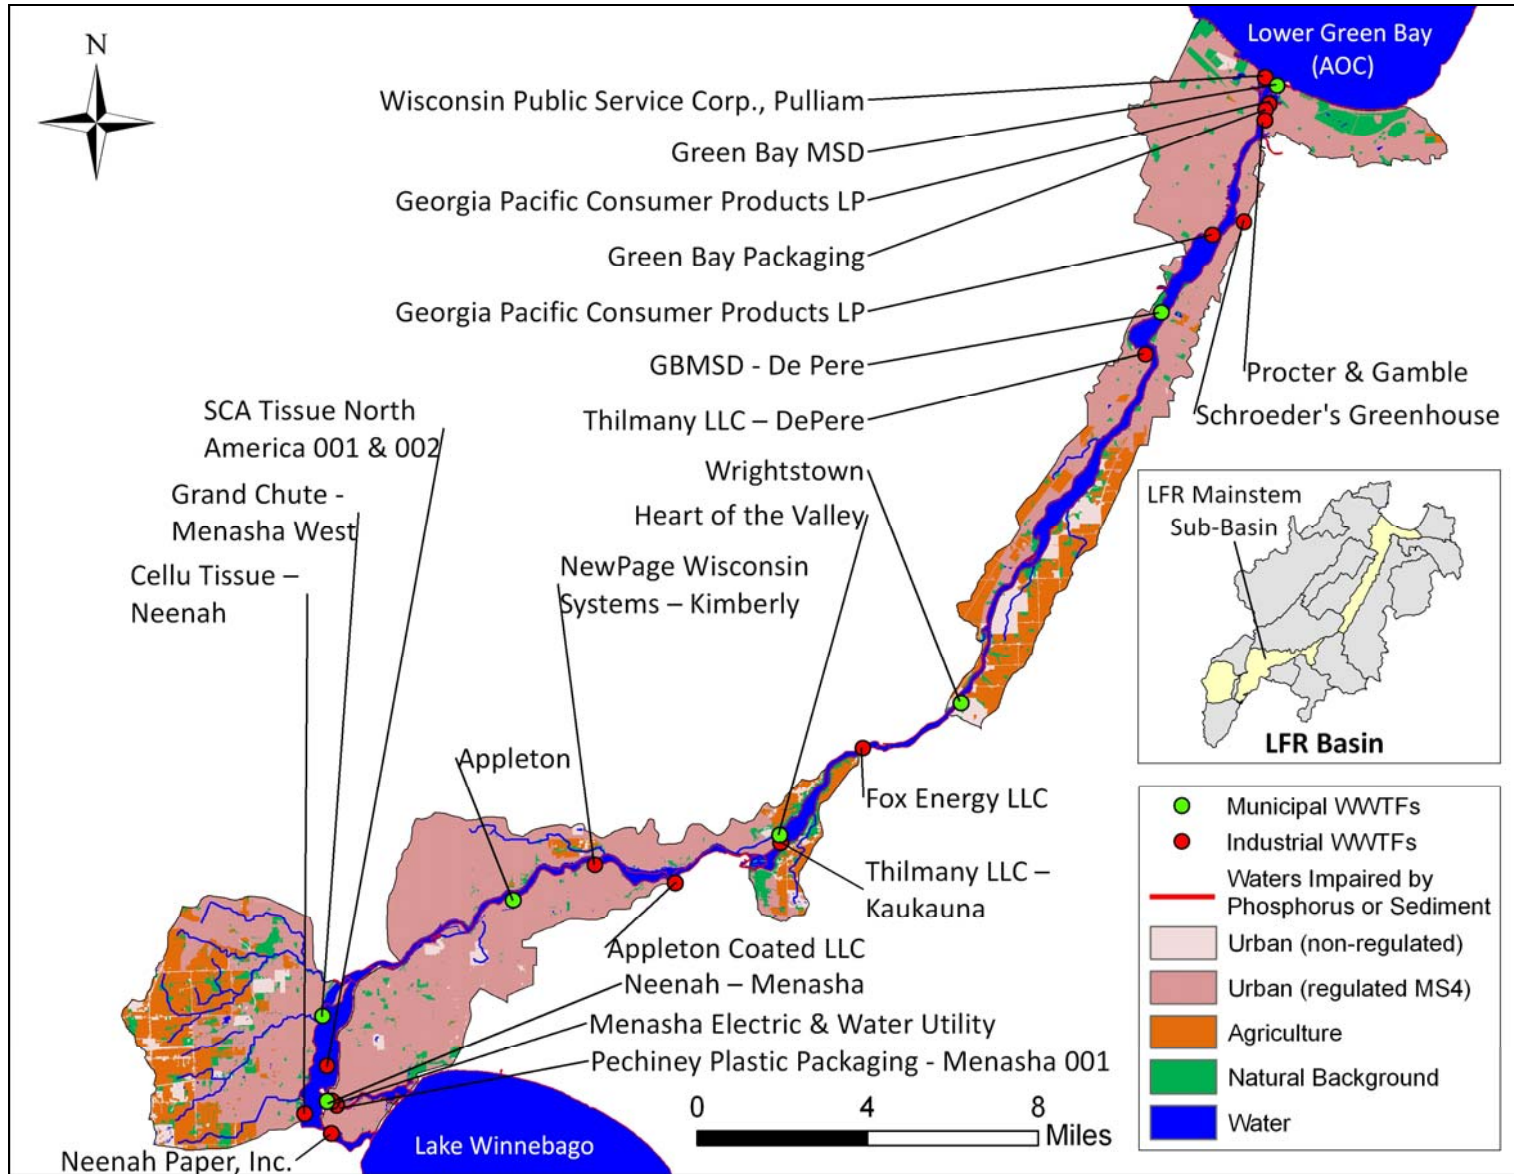 N
Lower Green Bay
(AOC)
Wisconsin Public Service Corp., Pulliam
Green Bay MSD
Georgia Pacific Consumer Products LP
Green Bay Packaging
Georgia Pacific Consumer Products LP
GBMSD - De Pere
Thilmany LLC – DePere
Procter & Gamble
Schroeder's Greenhouse
SCA Tissue North
America 001 & 002
Grand Chute -
Menasha West
Cellu Tissue –
Neenah
Wrightstown
Heart of the Valley
NewPage Wisconsin
Systems – Kimberly
LFR Mainstem
Sub-Basin
LFR Basin
Appleton
Fox Energy LLC
Thilmany LLC –
Kaukauna
Appleton Coated LLC
Neenah – Menasha
Menasha Electric & Water Utility
Pechiney Plastic Packaging - Menasha 001
Neenah Paper, Inc.
Lake Winnebago
0 4 8
Miles
Municipal WWTFs
Industrial WWTFs
Waters Impaired by
Phosphorus or Sediment
Urban (non-regulated)
Urban (regulated MS4)
Agriculture
Natural Background
Water